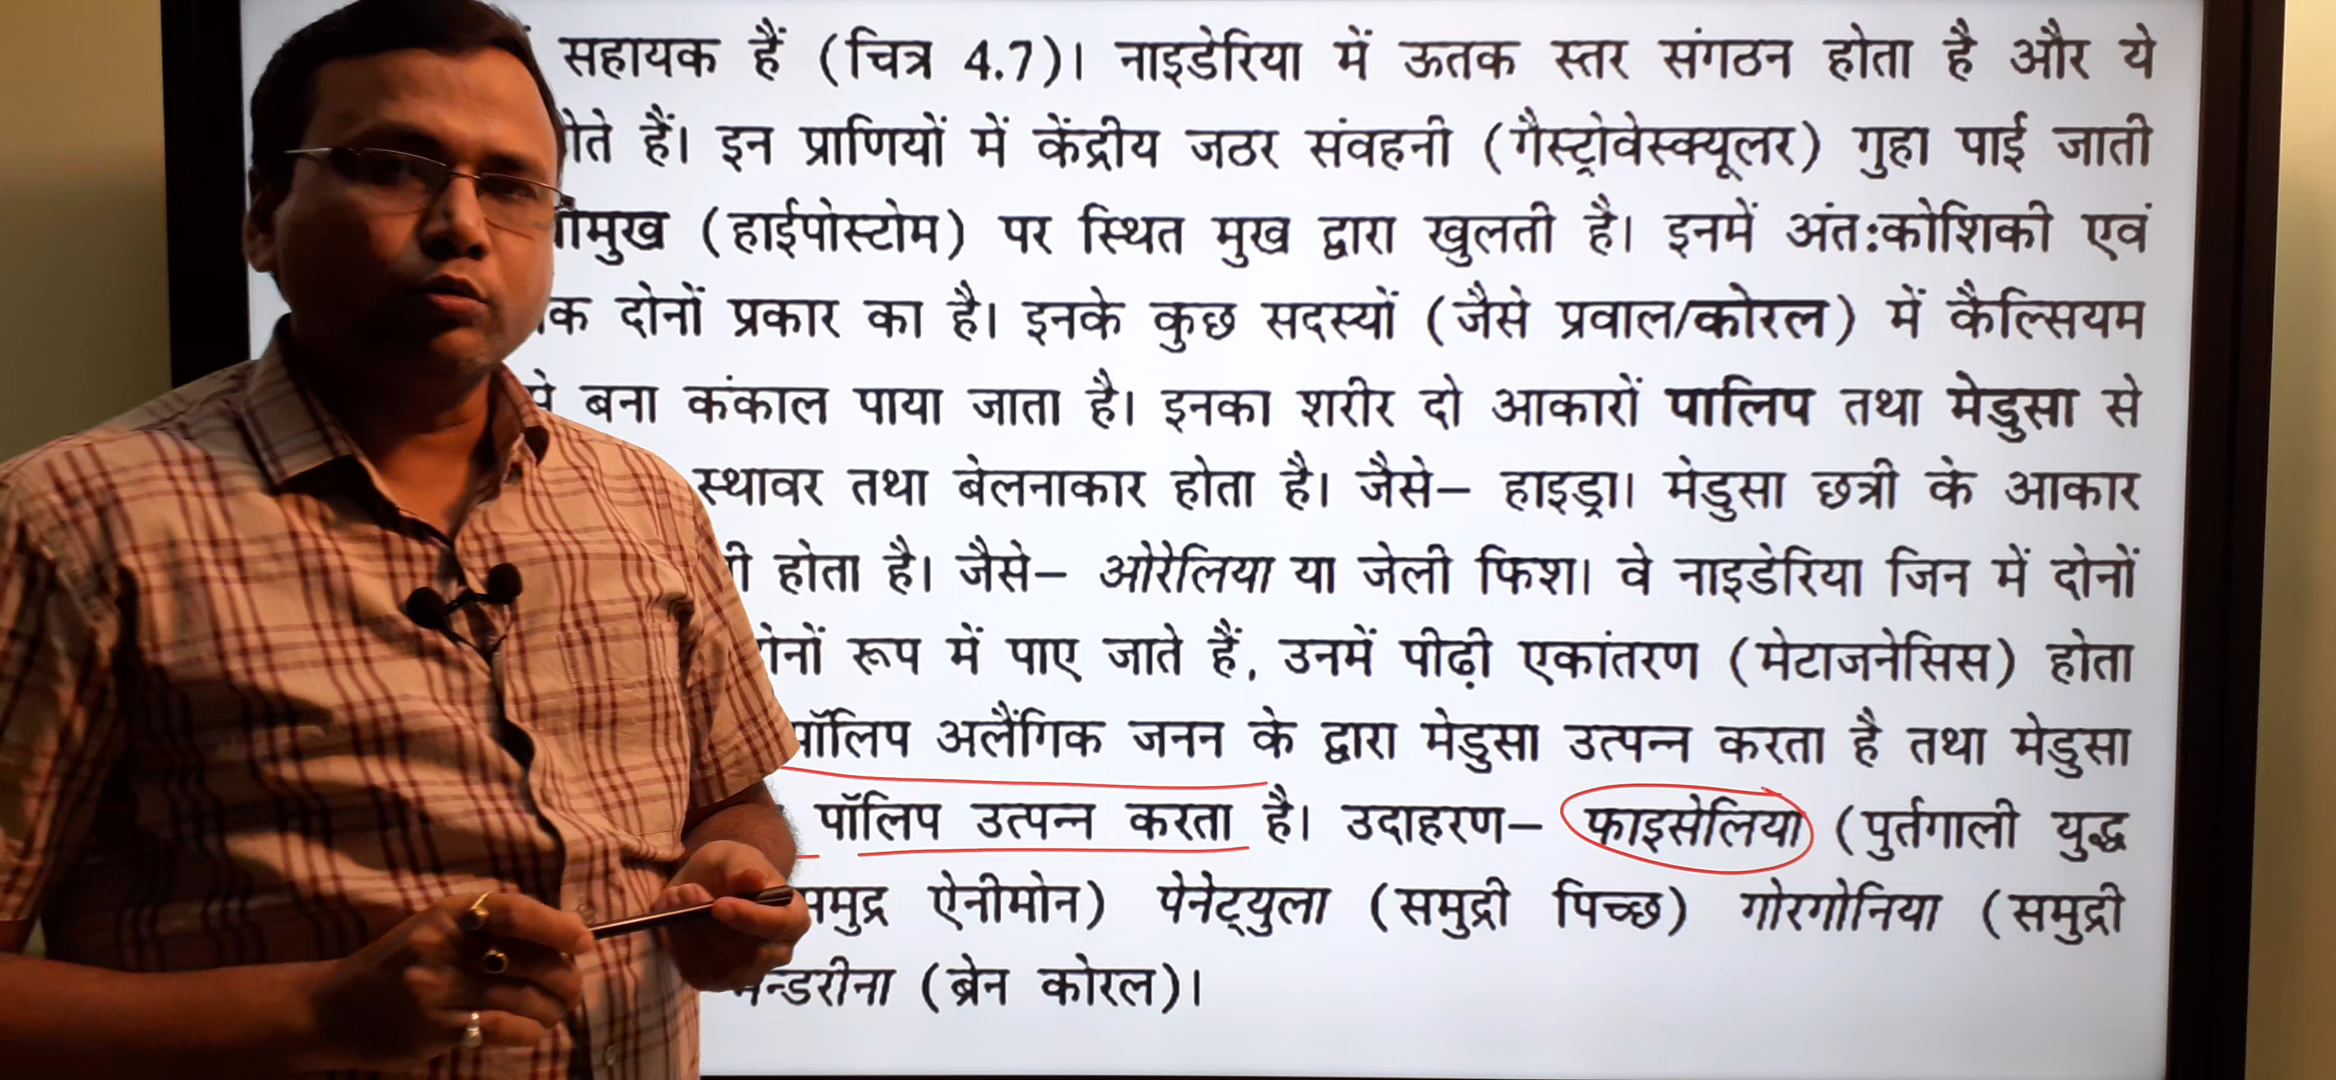 सहायक हैं (चित्र 4.7)। नाइडेरिया में ऊतक स्तर संगठन होता है और ये
हैं। इन प्राणियों में केंद्रीय जठर संवहनी (गैस्ट्रोवेस्क्यूलर) गुहा पाई जाती
(हाईपोस्टोम) पर स्थित मुख द्वारा खुलती है। इनमें अंत:कोशिकी एवं
दोनों प्रकार का है। इनके कुछ सदस्यों (जैसे प्रवाल/कोरल) में कैल्सियम
बना कंकाल पाया जाता है। इनका शरीर दो आकारों पालिप तथा मेडुसा से
स्थावर तथा बेलनाकार होता है। जैसे– हाइड्रा। मेडुसा छत्री के आकार
होता है। जैसे– ओरेलिया या जेली फिश। वे नाइडेरिया जिन में दोनों
रूप में पाए जाते हैं, उनमें पीढ़ी एकांतरण (मेटाजनेसिस) होता
पॉलिप अलैंगिक जनन के द्वारा मेडुसा उत्पन्न करता है तथा मेडुसा
पॉलिप उत्पन्न करता है। उदाहरण– फाइसेलिया (पुर्तगाली युद्ध
समुद्र ऐनीमोन) पेनेट्युला (समुद्री पिच्छ) गोरगोनिया (समुद्री
(ब्रेन कोरल)।